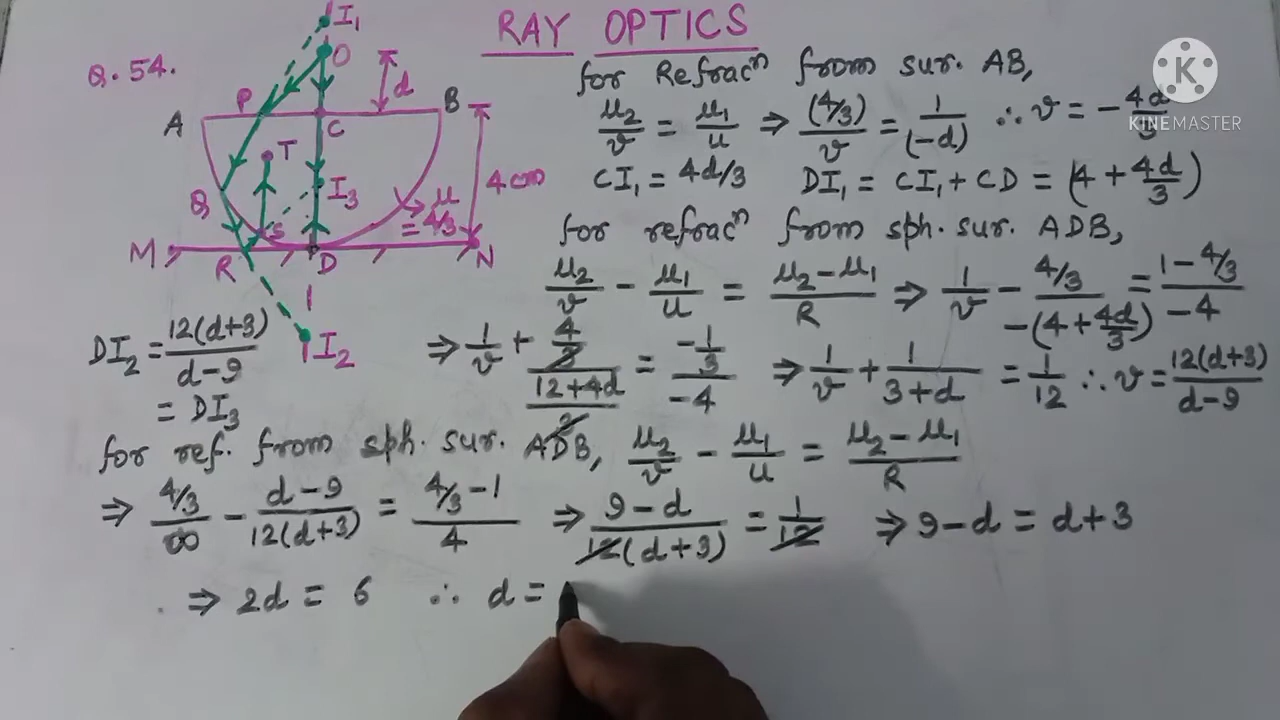 RAY OPTICS
Q.54.
I₁
O
d
P
A
B
C
T
I₃
4cm
μ = 4/3
Q
S
M
R
D
N
I₂
K
KINEMASTER
for Refracⁿ from sur. AB,
μ₂/v = μ₁/u ⇒ (4/3)/v = 1/(-d) ∴ v = -4d/3
CI₁ = 4d/3 DI₁ = CI₁ + CD = (4 + 4d/3)
for refracⁿ from sph. sur. ADB,
μ₂/v - μ₁/u = (μ₂-μ₁)/R ⇒ 1/v - (4/3)/-(4+4d/3) = (1-4/3)/-4
DI₂ = 12(d+3)/(d-9)
= DI₃
⇒ 1/v + (4/3)/((12+4d)/3) = (-1/3)/-4 ⇒ 1/v + 1/(3+d) = 1/12 ∴ v = 12(d+3)/(d-9)
for ref. from sph. sur. ADB, μ₂/v - μ₁/u = (μ₂-μ₁)/R
⇒ (4/3)/∞ - (d-9)/12(d+3) = (4/3-1)/4 ⇒ (9-d)/12(d+3) = 1/12 ⇒ 9-d = d+3
⇒ 2d = 6 ∴ d =